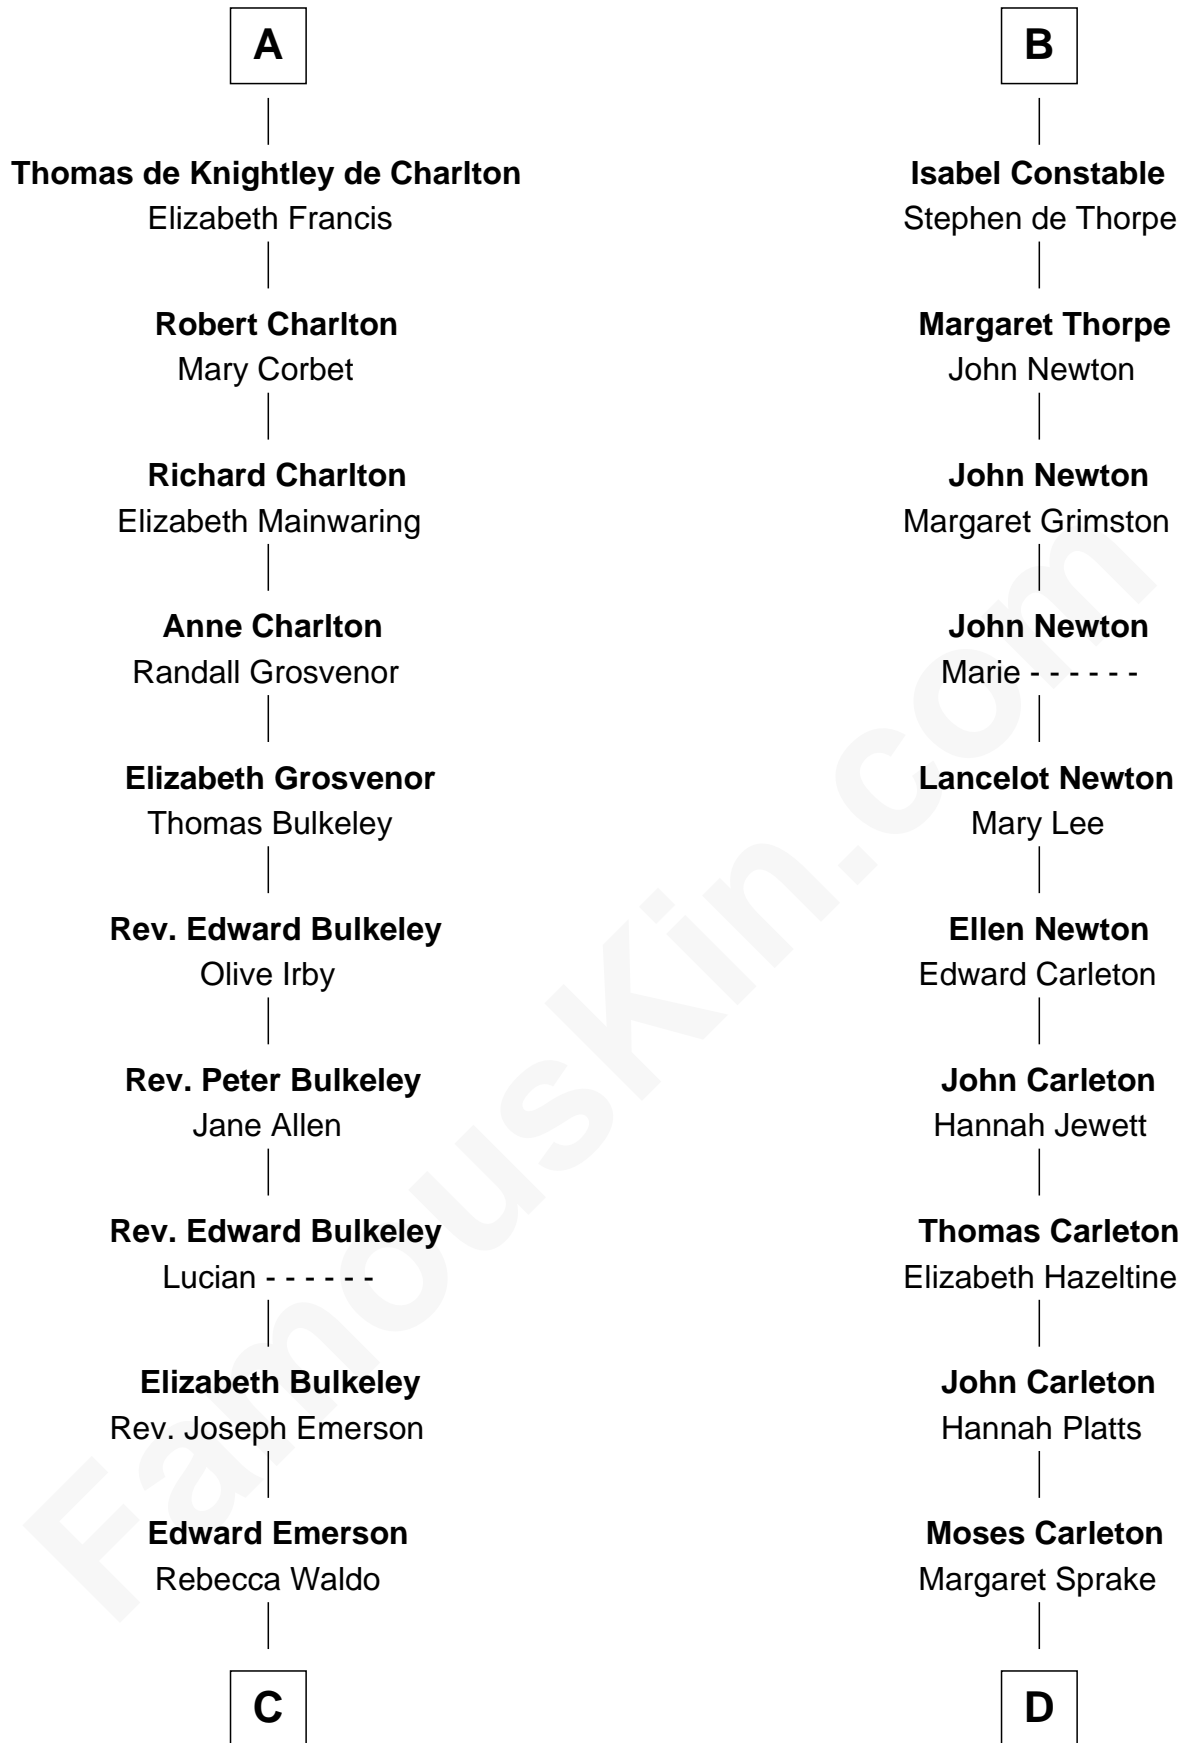 A
Thomas de Knightley de Charlton
Elizabeth Francis
Robert Charlton
Mary Corbet
Richard Charlton
Elizabeth Mainwaring
Anne Charlton
Randall Grosvenor
Elizabeth Grosvenor
Thomas Bulkeley
Rev. Edward Bulkeley
Olive Irby
Rev. Peter Bulkeley
Jane Allen
Rev. Edward Bulkeley
Lucian - - - - - -
Elizabeth Bulkeley
Rev. Joseph Emerson
Edward Emerson
Rebecca Waldo
C
B
Isabel Constable
Stephen de Thorpe
Margaret Thorpe
John Newton
John Newton
Margaret Grimston
John Newton
Marie - - - - - -
Lancelot Newton
Mary Lee
Ellen Newton
Edward Carleton
John Carleton
Hannah Jewett
Thomas Carleton
Elizabeth Hazeltine
John Carleton
Hannah Platts
Moses Carleton
Margaret Sprake
D
FamousKin.com